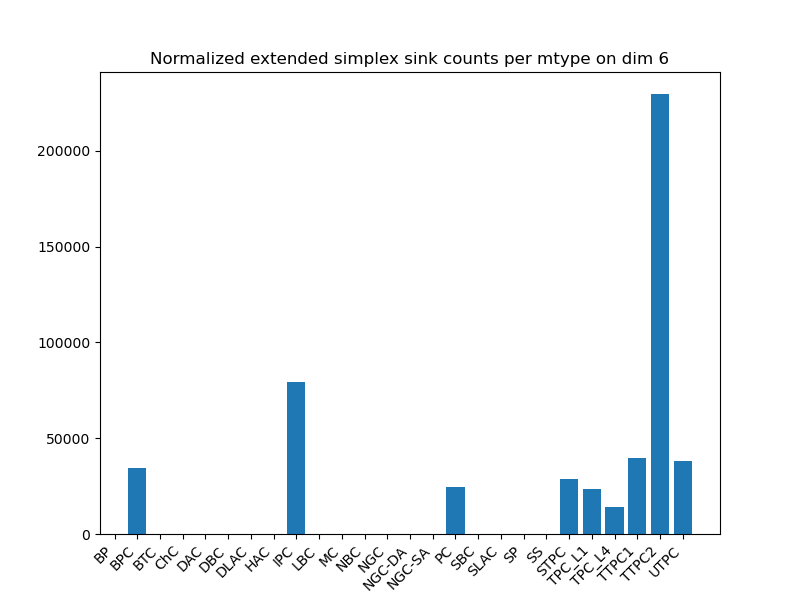 Normalized extended simplex sink counts per mtype on dim 6
200000
150000
100000
50000
0
BP
BPC
BTC
ChC
DAC
DBC
DLAC
HAC
IPC
LBC
MC
NBC
NGC
NGC-DA
NGC-SA
PC
SBC
SLAC
SP
SS
STPC
TPC_L1
TPC_L4
TTPC1
TTPC2
UTPC